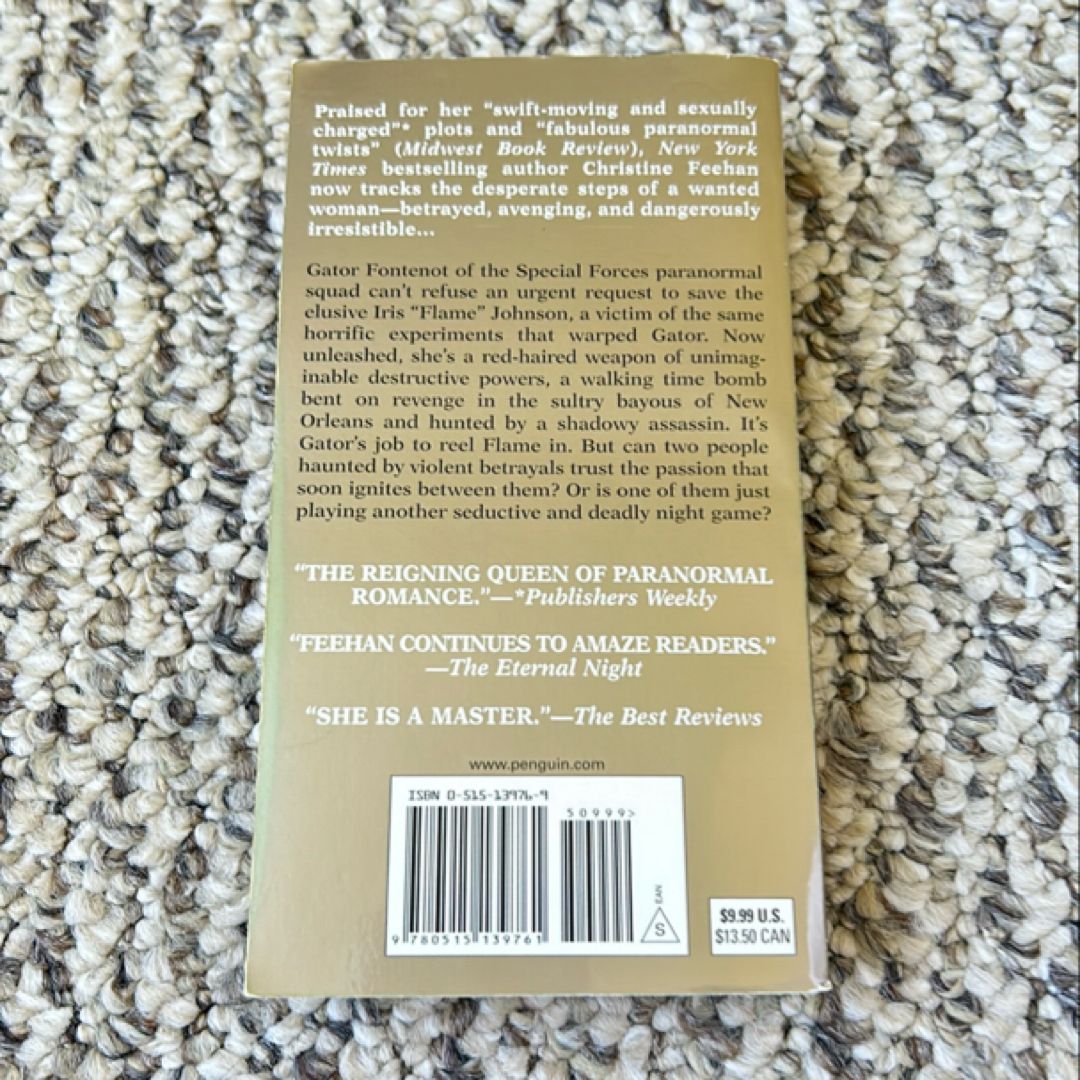 Praised for her "swift-moving and sexually
charged"* plots and "fabulous paranormal
twists" (Midwest Book Review), New York
Times bestselling author Christine Feehan
now tracks the desperate steps of a wanted
woman—betrayed, avenging, and dangerously
irresistible...
Gator Fontenot of the Special Forces paranormal
squad can't refuse an urgent request to save the
elusive Iris "Flame" Johnson, a victim of the same
horrific experiments that warped Gator. Now
unleashed, she's a red-haired weapon of unimag-
inable destructive powers, a walking time bomb
bent on revenge in the sultry bayous of New
Orleans and hunted by a shadowy assassin. It's
Gator's job to reel Flame in. But can two people
haunted by violent betrayals trust the passion that
soon ignites between them? Or is one of them just
playing another seductive and deadly night game?
"THE REIGNING QUEEN OF PARANORMAL
ROMANCE."—*Publishers Weekly
"FEEHAN CONTINUES TO AMAZE READERS."
—The Eternal Night
"SHE IS A MASTER."—The Best Reviews
www.penguin.com
ISBN 0-515-13976-9
50999>
EAN
S
9 780515 139761
$9.99 U.S.
$13.50 CAN